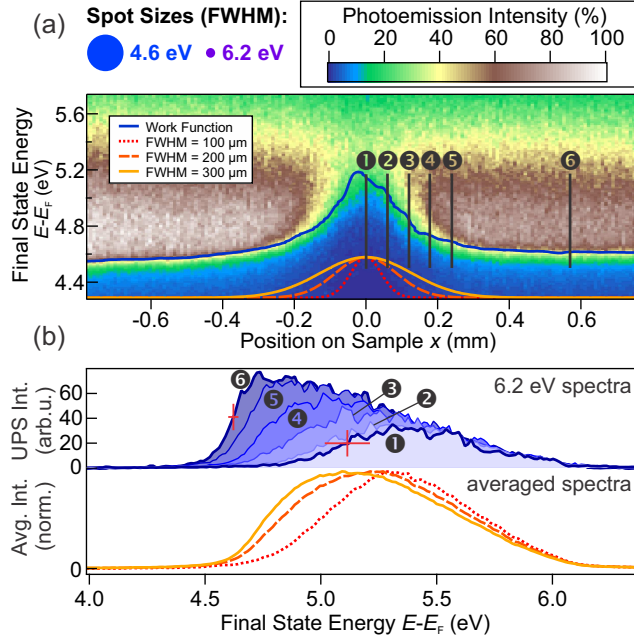 (a)
Spot Sizes (FWHM):
4.6 eV 6.2 eV
Photoemission Intensity (%)
0 20 40 60 80 100
Final State Energy
E-E_F (eV)
5.6
5.2
4.8
4.4
Work Function
FWHM = 100 µm
FWHM = 200 µm
FWHM = 300 µm
1 2 3 4 5 6
-0.6 -0.4 -0.2 0.0 0.2 0.4 0.6
Position on Sample x (mm)
(b)
UPS Int.
(arb.u.)
60
40
20
0
6 5 4 3 2 1
6.2 eV spectra
Avg. Int.
(norm.)
0
averaged spectra
4.0 4.5 5.0 5.5 6.0
Final State Energy E-E_F (eV)